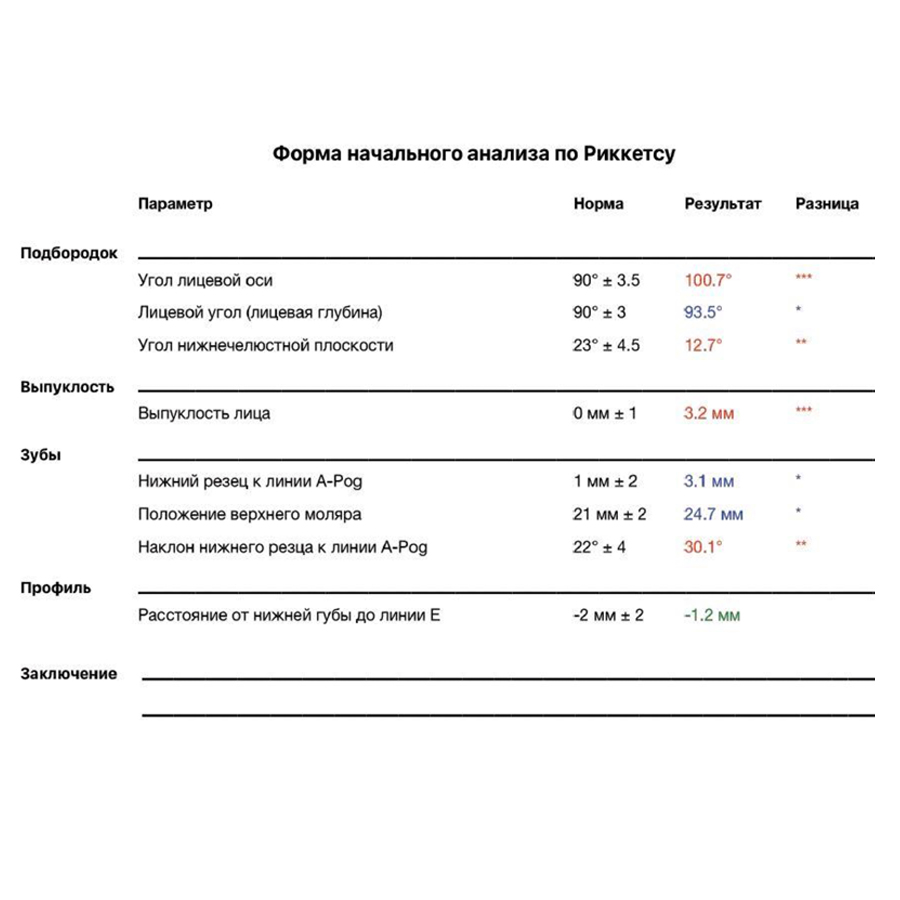 Форма начального анализа по Риккетсу
Параметр Норма Результат Разница
Подбородок
Угол лицевой оси 90° ± 3.5 100.7° ***
Лицевой угол (лицевая глубина) 90° ± 3 93.5° *
Угол нижнечелюстной плоскости 23° ± 4.5 12.7° **
Выпуклость
Выпуклость лица 0 мм ± 1 3.2 мм ***
Зубы
Нижний резец к линии A-Pog 1 мм ± 2 3.1 мм *
Положение верхнего моляра 21 мм ± 2 24.7 мм *
Наклон нижнего резца к линии A-Pog 22° ± 4 30.1° **
Профиль
Расстояние от нижней губы до линии Е -2 мм ± 2 -1.2 мм
Заключение